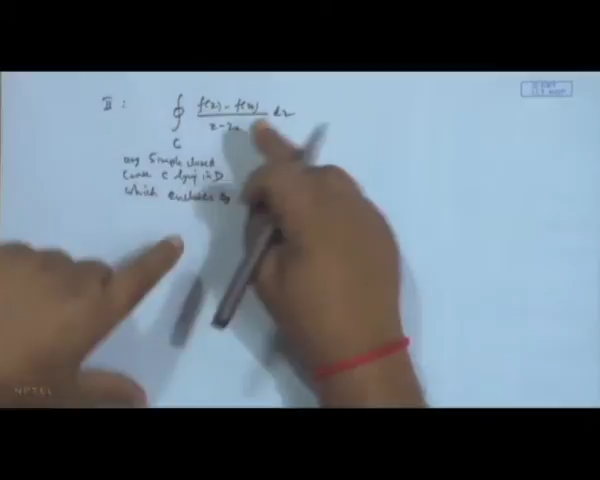 II :
∮ f(z) - f(z₀) / z - z₀ dz
C
any Simple closed
Curve C lying in D
which encloses
NPTEL